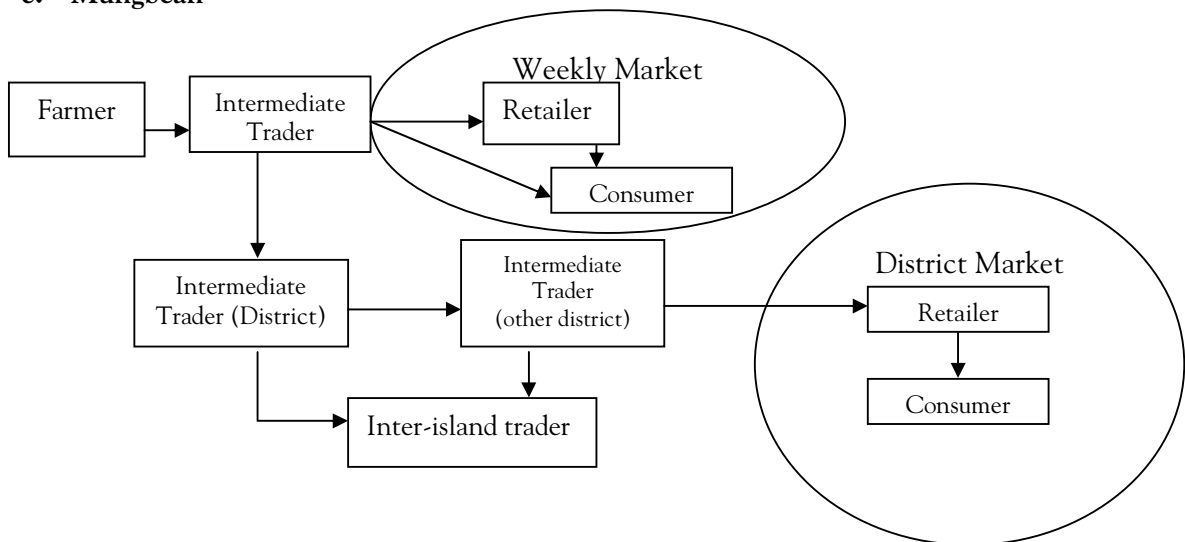 c. Mungbean
Weekly Market
Farmer
Intermediate
Trader
Retailer
Consumer
Intermediate
Trader (District)
Intermediate
Trader
(other district)
District Market
Retailer
Consumer
Inter-island trader